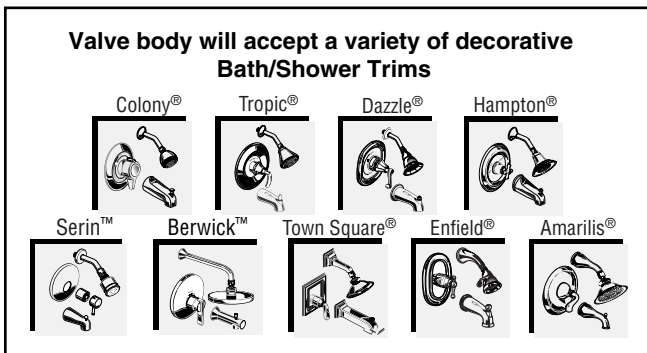 Valve body will accept a variety of decorative
Bath/Shower Trims
Colony® Tropic® Dazzle® Hampton®
Serin™ Berwick™ Town Square® Enfield® Amarilis®